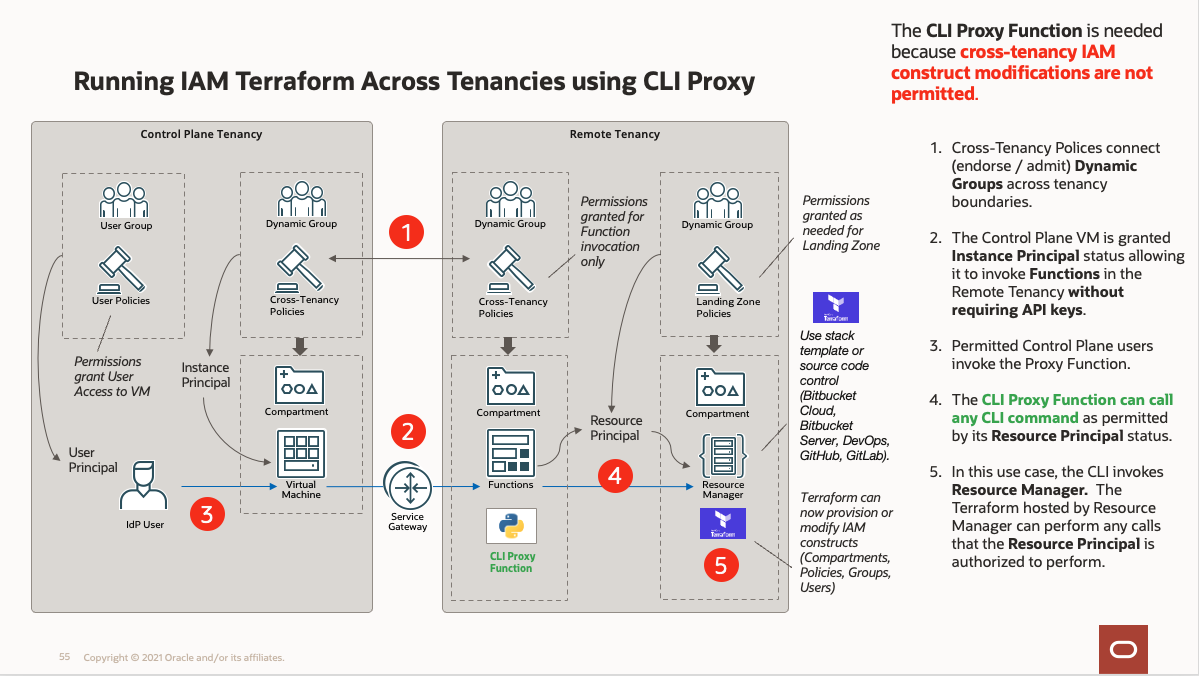 The CLI Proxy Function is needed
because cross-tenancy IAM
construct modifications are not
permitted.
Running IAM Terraform Across Tenancies using CLI Proxy
Control Plane Tenancy
User Group
User Policies
Permissions
grant User
Access to VM
User
Principal
IdP User
3
Dynamic Group
Cross-Tenancy
Policies
Instance
Principal
Compartment
Virtual
Machine
1
2
Service
Gateway
Remote Tenancy
Dynamic Group
Cross-Tenancy
Policies
Permissions
granted for
Function
invocation
only
Compartment
Functions
CLI Proxy
Function
Resource
Principal
4
Dynamic Group
Landing Zone
Policies
Compartment
Resource
Manager
Terraform
5
Permissions
granted as
needed for
Landing Zone
Terraform
Use stack
template or
source code
control
(Bitbucket
Cloud,
Bitbucket
Server, DevOps,
GitHub, GitLab).
Terraform can
now provision or
modify IAM
constructs
(Compartments,
Policies, Groups,
Users)
1. Cross-Tenancy Polices connect
(endorse / admit) Dynamic
Groups across tenancy
boundaries.
2. The Control Plane VM is granted
Instance Principal status allowing
it to invoke Functions in the
Remote Tenancy without
requiring API keys.
3. Permitted Control Plane users
invoke the Proxy Function.
4. The CLI Proxy Function can call
any CLI command as permitted
by its Resource Principal status.
5. In this use case, the CLI invokes
Resource Manager. The
Terraform hosted by Resource
Manager can perform any calls
that the Resource Principal is
authorized to perform.
55 Copyright © 2021 Oracle and/or its affiliates.